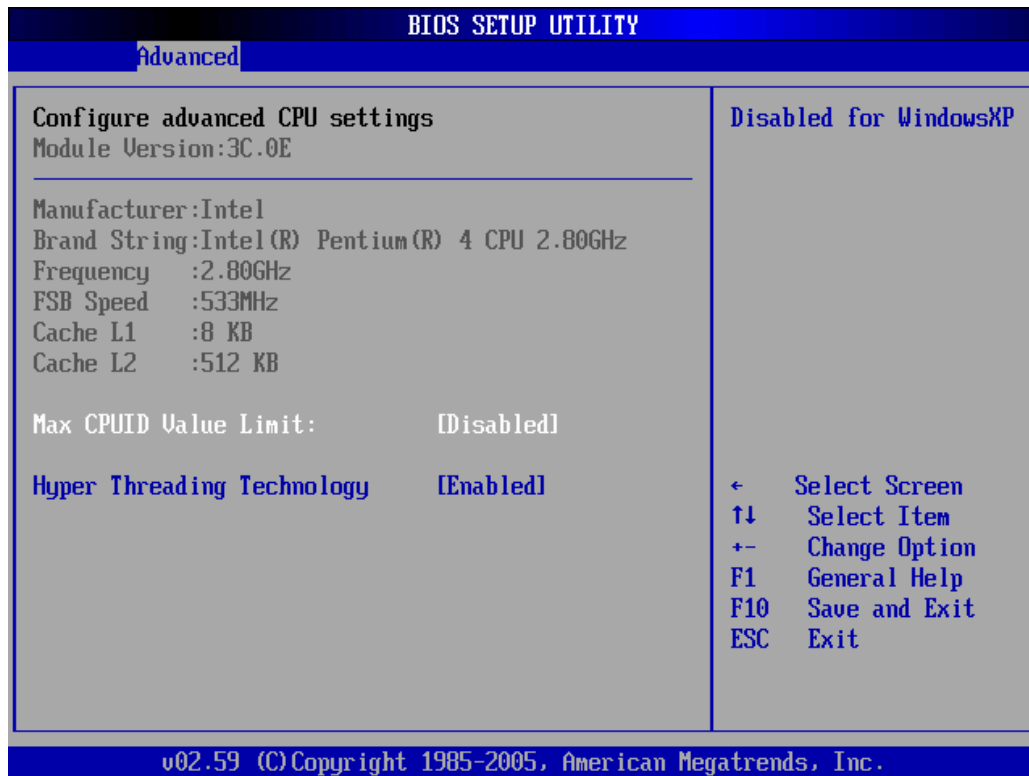 BIOS SETUP UTILITY
Advanced
Configure advanced CPU settings
Module Version:3C.0E
Manufacturer:Intel
Brand String:Intel(R) Pentium(R) 4 CPU 2.80GHz
Frequency :2.80GHz
FSB Speed :533MHz
Cache L1 :8 KB
Cache L2 :512 KB
Max CPUID Value Limit: [Disabled]
Hyper Threading Technology [Enabled]
Disabled for WindowsXP
← Select Screen
↑↓ Select Item
+- Change Option
F1 General Help
F10 Save and Exit
ESC Exit
v02.59 (C)Copyright 1985-2005, American Megatrends, Inc.